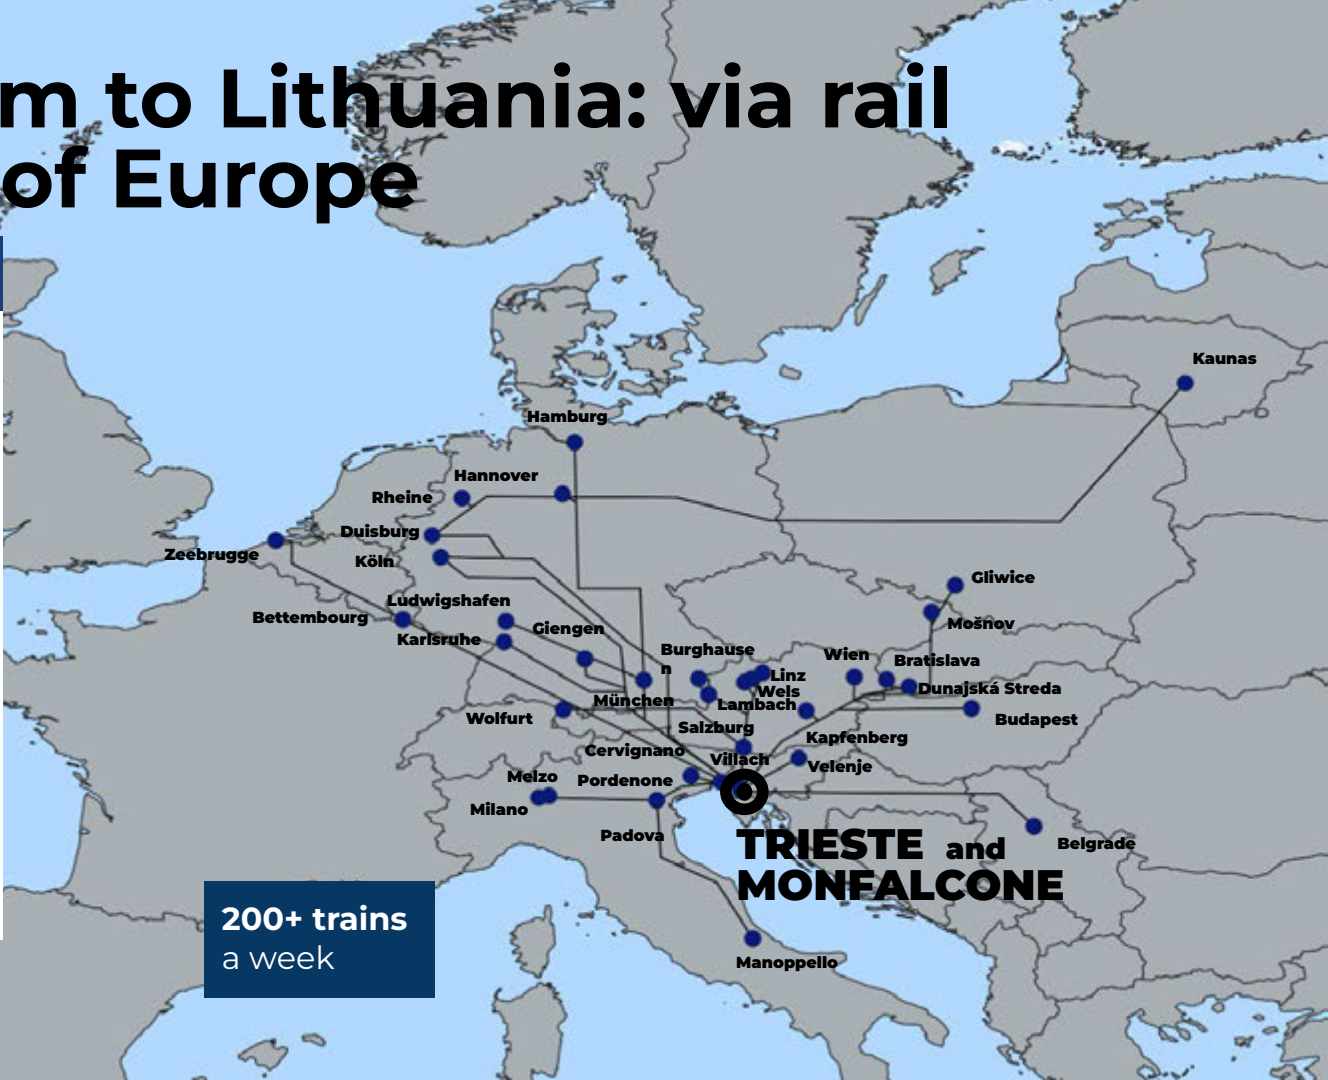 m to Lithuania: via rail
of Europe
Kaunas
Hamburg
Hannover
Rheine
Duisburg
Zeebrugge
Köln
Gliwice
Ludwigshafen
Bettembourg
Mošnov
Giengen
Karlsruhe
Burghause
n
Wien
Bratislava
Linz
Dunajská Streda
Wels
München
Lambach
Wolfurt
Budapest
Salzburg
Kapfenberg
Cervignano
Villach
Velenje
Melzo
Pordenone
Milano
Padova
TRIESTE and
MONFALCONE
Belgrade
200+ trains
a week
Manoppello